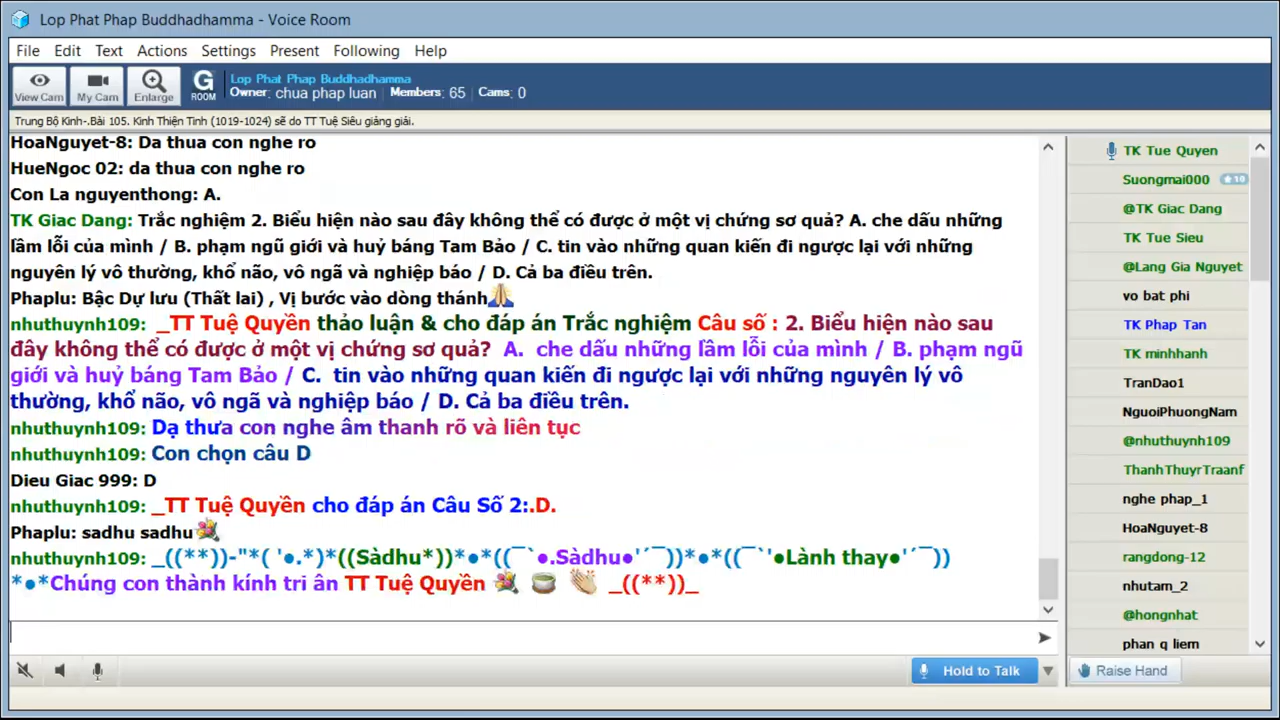 Lop Phat Phap Buddhadhamma - Voice Room
File Edit Text Actions Settings Present Following Help
View Cam My Cam Enlarge G ROOM
Lop Phat Phap Buddhadhamma
Owner: chua phap luan Members: 65 Cams: 0
Trung Bộ Kinh-.Bài 105. Kinh Thiện Tinh (1019-1024) sẽ do TT Tuệ Siêu giảng giải.
HoaNguyet-8: Da thua con nghe ro
HueNgoc 02: da thua con nghe ro
Con La nguyenthong: A.
TK Giac Dang: Trắc nghiệm 2. Biểu hiện nào sau đây không thể có được ở một vị chứng sơ quả? A. che dấu những
lầm lỗi của mình / B. phạm ngũ giới và huỷ báng Tam Bảo / C. tin vào những quan kiến đi ngược lại với những
nguyên lý vô thường, khổ não, vô ngã và nghiệp báo / D. Cả ba điều trên.
Phaplu: Bậc Dự lưu (Thất lai) , Vị bước vào dòng thánh🙏
nhuthuynh109: _TT Tuệ Quyền thảo luận & cho đáp án Trắc nghiệm Câu số : 2. Biểu hiện nào sau
đây không thể có được ở một vị chứng sơ quả? A. che dấu những lầm lỗi của mình / B. phạm ngũ
giới và huỷ báng Tam Bảo / C. tin vào những quan kiến đi ngược lại với những nguyên lý vô
thường, khổ não, vô ngã và nghiệp báo / D. Cả ba điều trên.
nhuthuynh109: Dạ thưa con nghe âm thanh rõ và liên tục
nhuthuynh109: Con chọn câu D
Dieu Giac 999: D
nhuthuynh109: _TT Tuệ Quyền cho đáp án Câu Số 2:.D.
Phaplu: sadhu sadhu💐
nhuthuynh109: _((**))-"*( '●.*)*((Sàdhu*))*●*((¯`●.Sàdhu●'´¯))*●*((¯`'●Lành thay●'´¯))
*●*Chúng con thành kính tri ân TT Tuệ Quyền 💐 🍵 👏 _((**))_
Hold to Talk
TK Tue Quyen
Suongmai000 10
@TK Giac Dang
TK Tue Sieu
@Lang Gia Nguyet
vo bat phi
TK Phap Tan
TK minhhanh
TranDao1
NguoiPhuongNam
@nhuthuynh109
ThanhThuyrTraanf
nghe phap_1
HoaNguyet-8
rangdong-12
nhutam_2
@hongnhat
phan q liem
Raise Hand